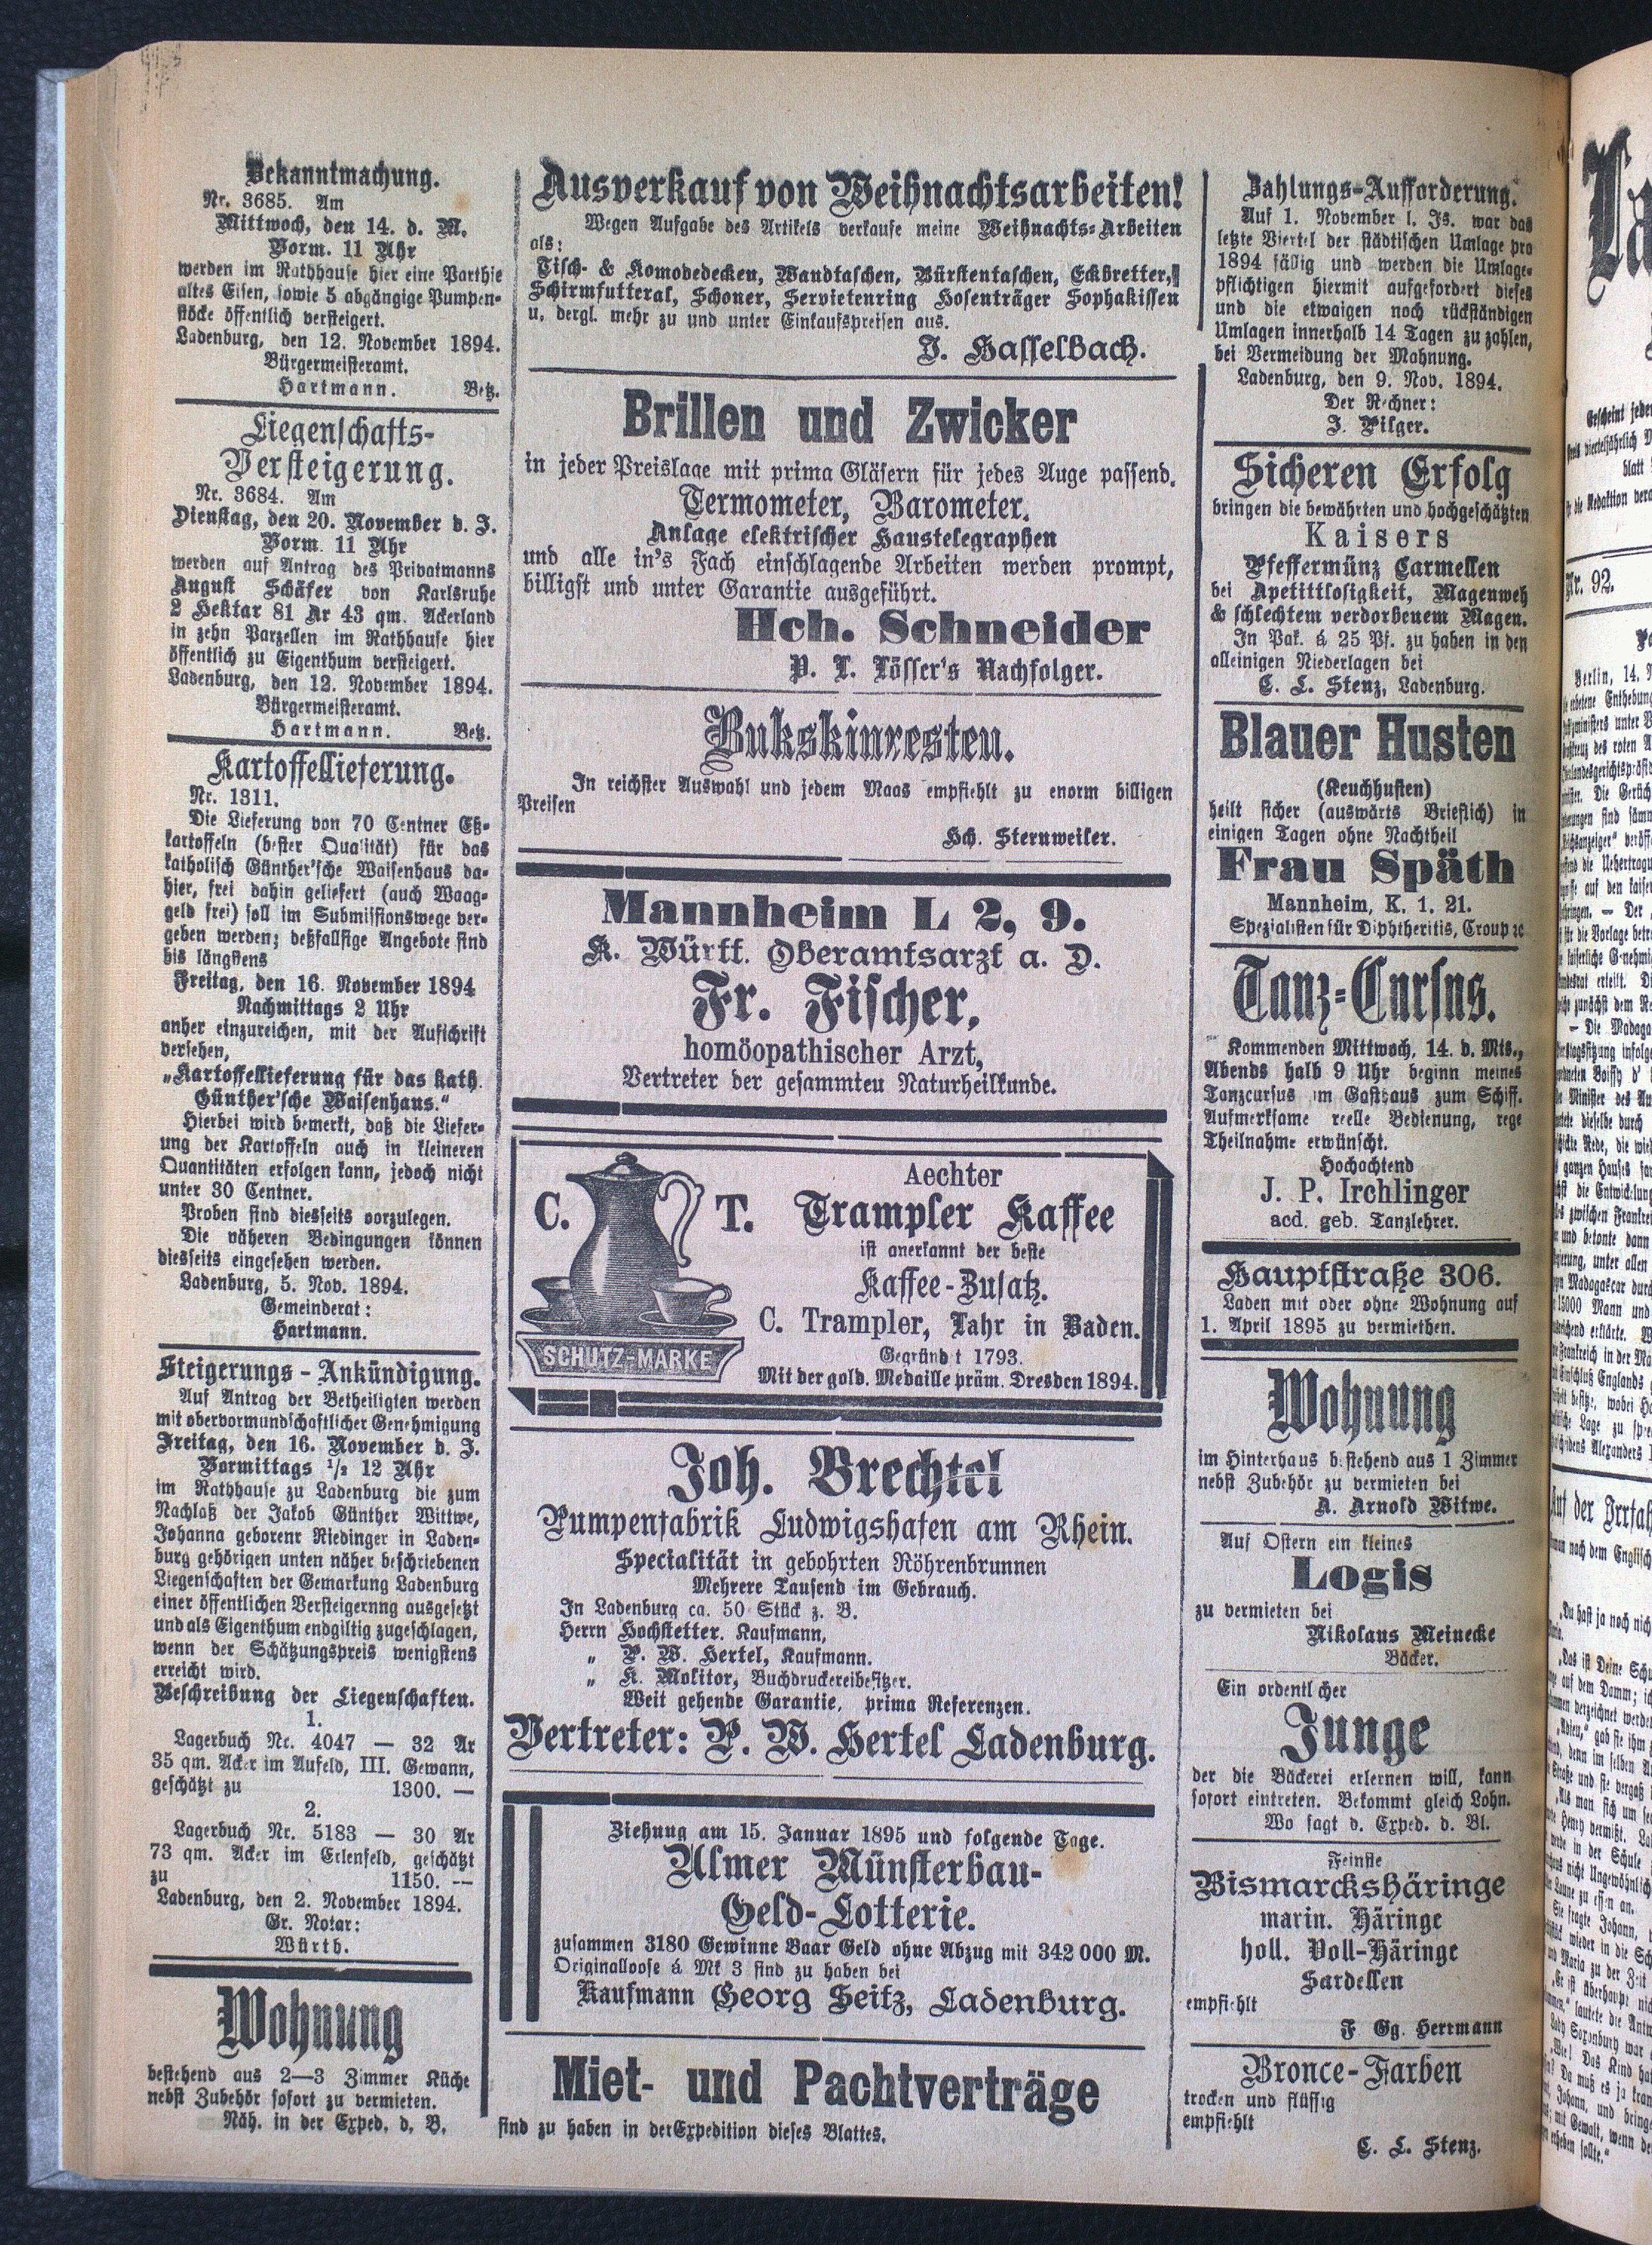 Bekanntmachung.
Nr. 3685. Am
Mittwoch, den 14. d. M.
Vorm. 11 Uhr
werden im Rathhause hier eine Parthie
altes Eisen, sowie 5 abgängige Pumpen-
stöcke öffentlich versteigert.
Ladenburg, den 12. November 1894.
Bürgermeisteramt.
Hartmann. Betz.
Liegenschafts-
Versteigerung.
Nr. 3684. Am
Dienstag, den 20. November d. J.
Vorm. 11 Uhr
werden auf Antrag des Privatmanns
August Schäfer von Karlsruhe
2 Hektar 81 Ar 43 qm. Ackerland
in zehn Parzellen im Rathhause hier
öffentlich zu Eigenthum versteigert.
Ladenburg, den 12. November 1894.
Bürgermeisteramt.
Hartmann. Betz.
Kartoffellieferung.
Nr. 1311.
Die Lieferung von 70 Centner Eß-
kartoffeln (bester Qualität) für das
katholisch Günther'sche Waisenhaus da-
hier, frei dahin geliefert (auch Waag-
geld frei) soll im Submissionswege ver-
geben werden; deßfallsige Angebote sind
bis längstens
Freitag, den 16. November 1894
Nachmittags 2 Uhr
anher einzureichen, mit der Aufschrift
versehen,
„Kartoffellieferung für das kath.
Günther'sche Waisenhaus."
Hierbei wird bemerkt, daß die Liefer-
ung der Kartoffeln auch in kleineren
Quantitäten erfolgen kann, jedoch nicht
unter 30 Centner.
Proben sind diesseits vorzulegen.
Die näheren Bedingungen können
diesseits eingesehen werden.
Ladenburg, 5. Nov. 1894.
Gemeinderat:
Hartmann.
Steigerungs-Ankündigung.
Auf Antrag der Betheiligten werden
mit obervormundschaftlicher Genehmigung
Freitag, den 16. November d. J.
Vormittags ½ 12 Uhr
im Rathhause zu Ladenburg die zum
Nachlaß der Jakob Günther Wittwe,
Johanna geborenr Riedinger in Laden-
burg gehörigen unten näher beschriebenen
Liegenschaften der Gemarkung Ladenburg
einer öffentlichen Versteigernng ausgesetzt
und als Eigenthum endgiltig zugeschlagen,
wenn der Schätzungspreis wenigstens
erreicht wird.
Beschreibung der Liegenschaften.
1.
Lagerbuch Nr. 4047 — 32 Ar
35 qm. Acker im Aufeld, III. Gewann,
geschätzt zu 1300. —
2.
Lagerbuch Nr. 5183 — 30 Ar
73 qm. Acker im Erlenfeld, geschätzt
zu 1150. --
Ladenburg, den 2. November 1894.
Gr. Notar:
Würth.
Wohnung
bestehend aus 2—3 Zimmer Küche
nebst Zubehör sofort zu vermieten.
Näh. in der Exped. d. B.
Ausverkauf von Weihnachtsarbeiten!
Wegen Aufgabe des Artikels verkaufe meine Weihnachts-Arbeiten
als:
Tisch- & Komodedecken, Wandtaschen, Bürstentaschen, Eckbretter,
Schirmfutteral, Schoner, Servietenring Hosenträger Sophakissen
u. dergl. mehr zu und unter Einkaufspreisen aus.
J. Hasselbach.
Brillen und Zwicker
in jeder Preislage mit prima Gläsern für jedes Auge passend.
Termometer, Barometer.
Anlage elektrischer Haustelegraphen
und alle in's Fach einschlagende Arbeiten werden prompt,
billigst und unter Garantie ausgeführt.
Hch. Schneider
P. L. Löffer's Nachfolger.
Bukskinresten.
In reichster Auswahl und jedem Maas empfiehlt zu enorm billigen
Preisen
Hch. Sternweiler.
Mannheim L 2, 9.
K. Württ. Oberamtsarzt a. D.
Fr. Fischer,
homöopathischer Arzt,
Vertreter der gesammten Naturheilkunde.
C. T.
SCHUTZ-MARKE
Aechter
Trampler Kaffee
ist anerkannt der beste
Kaffee-Zusatz.
C. Trampler, Lahr in Baden.
Gegründ t 1793.
Mit der gold. Medaille präm. Dresden 1894.
Joh. Brechtel
Pumpenfabrik Ludwigshafen am Rhein.
Specialität in gebohrten Röhrenbrunnen
Mehrere Tausend im Gebrauch.
In Ladenburg ca. 50 Stück z. B.
Herrn Hochstetter. Kaufmann,
„ P. W. Hertel, Kaufmann.
„ K. Molitor, Buchdruckereibesitzer.
Weit gehende Garantie, prima Referenzen.
Vertreter: P. W. Hertel Ladenburg.
Ziehung am 15. Januar 1895 und folgende Tage.
Ulmer Münsterbau-
Geld-Lotterie.
zusammen 3180 Gewinne Baar Geld ohne Abzug mit 342 000 M.
Originalloose á Mk 3 sind zu haben bei
Kaufmann Georg Seitz, Ladenburg.
Miet- und Pachtverträge
sind zu haben in der Expedition dieses Blattes.
Zahlungs-Aufforderung.
Auf 1. November l. Js. war das
letzte Viertel der städtischen Umlage pro
1894 fällig und werden die Umlage-
pflichtigen hiermit aufgefordert dieses
und die etwaigen noch rückständigen
Umlagen innerhalb 14 Tagen zu zahlen,
bei Vermeidung der Mahnung.
Ladenburg, den 9. Nov. 1894.
Der Rechner:
J. Pilger.
Sicheren Erfolg
bringen die bewährten und hochgeschätzten
Kaisers
Pfeffermünz Carmellen
bei Apetittlosigkeit, Magenweh
& schlechtem verdorbenem Magen.
In Pak. á 25 Pf. zu haben in den
alleinigen Niederlagen bei
C. L. Stenz, Ladenburg.
Blauer Husten
(Keuchhusten)
heilt sicher (auswärts Brieflich) in
einigen Tagen ohne Nachtheil
Frau Späth
Mannheim, K. 1. 21.
Spezialisten für Diphtheritis, Croup ꝛc
Tanz-Cursus.
Kommenden Mittwoch, 14. d. Mts.,
Abends halb 9 Uhr beginn meines
Tanzcursus im Gasthaus zum Schiff.
Aufmerksame reelle Bedienung, rege
Theilnahme erwünscht.
Hochachtend
J. P. Irchlinger
acd. geb. Tanzlehrer.
Hauptstraße 306.
Laden mit oder ohne Wohnung auf
1. April 1895 zu vermiethen.
Wohnung
im Hinterhaus bestehend aus 1 Zimmer
nebst Zubehör zu vermieten bei
A. Arnold Witwe.
Auf Ostern ein kleines
Logis
zu vermieten bei
Nikolaus Meinecke
Bäcker.
Ein ordentl cher
Junge
der die Bäckerei erlernen will, kann
sofort eintreten. Bekommt gleich Lohn.
Wo sagt d. Exped. d. Bl.
Feinste
Bismarckshäringe
marin. Häringe
holl. Voll-Häringe
Sardellen
empfiehlt
F Gg. Herrmann
Bronce-Farben
trocken und flüssig
empfiehlt
C. L. Stenz.
Nr. 92.
Berlin, 14.